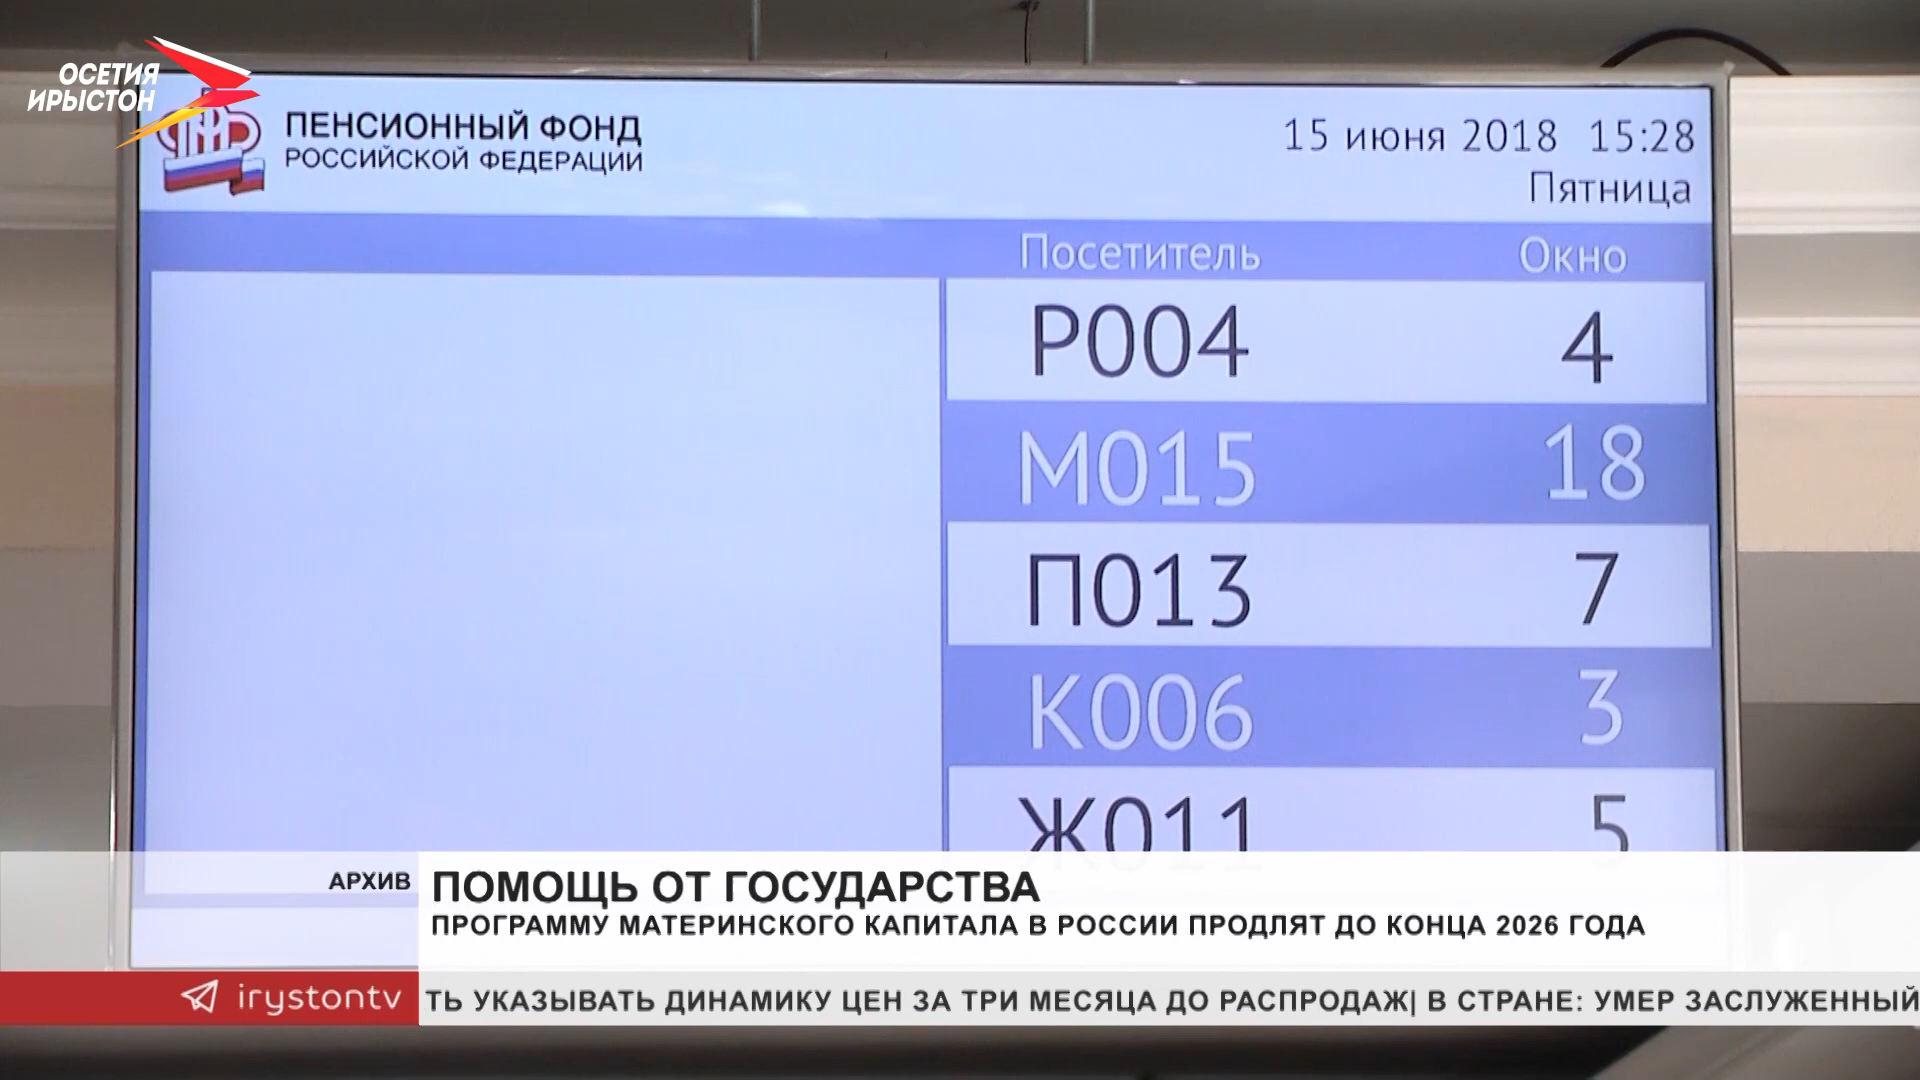 ОСЕТИЯ
ИРЫСТОН
ПЕНСИОННЫЙ ФОНД
РОССИЙСКОЙ ФЕДЕРАЦИИ
15 июня 2018 15:28
Пятница
Посетитель Окно
Р004 4
М015 18
П013 7
К006 3
Ж011 5
АРХИВ
ПОМОЩЬ ОТ ГОСУДАРСТВА
ПРОГРАММУ МАТЕРИНСКОГО КАПИТАЛА В РОССИИ ПРОДЛЯТ ДО КОНЦА 2026 ГОДА
irystontv
ТЬ УКАЗЫВАТЬ ДИНАМИКУ ЦЕН ЗА ТРИ МЕСЯЦА ДО РАСПРОДАЖ| В СТРАНЕ: УМЕР ЗАСЛУЖЕННЫЙ